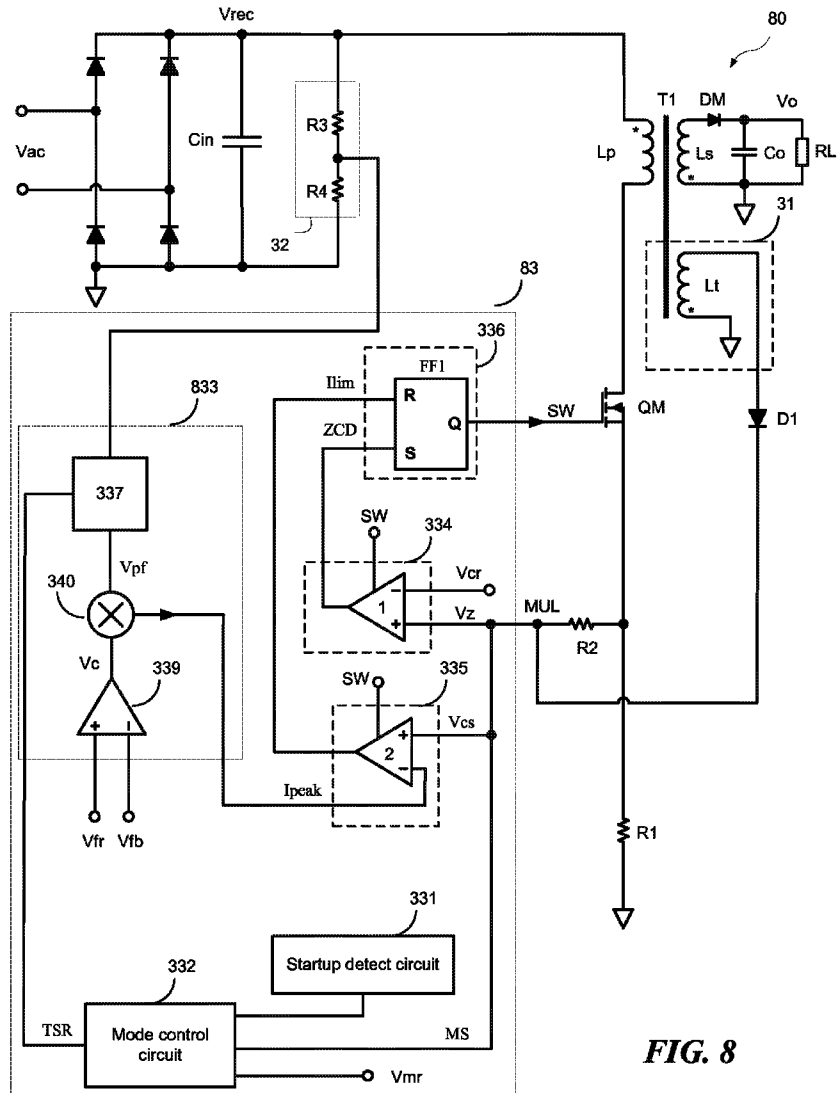 Vrec
80
T1
DM
Vo
R3
Vac
Cin
Lp
Ls
Co
RL
R4
31
32
Lt
83
336
FF1
Ilim
R
SW
QM
Q
ZCD
D1
833
S
337
SW
334
Vcr
Vpf
1
Vz
MUL
340
R2
Vc
335
SW
339
Vcs
2
Ipeak
Vfr
Vfb
R1
331
Startup detect circuit
332
TSR
Mode control
circuit
MS
Vmr
FIG. 8